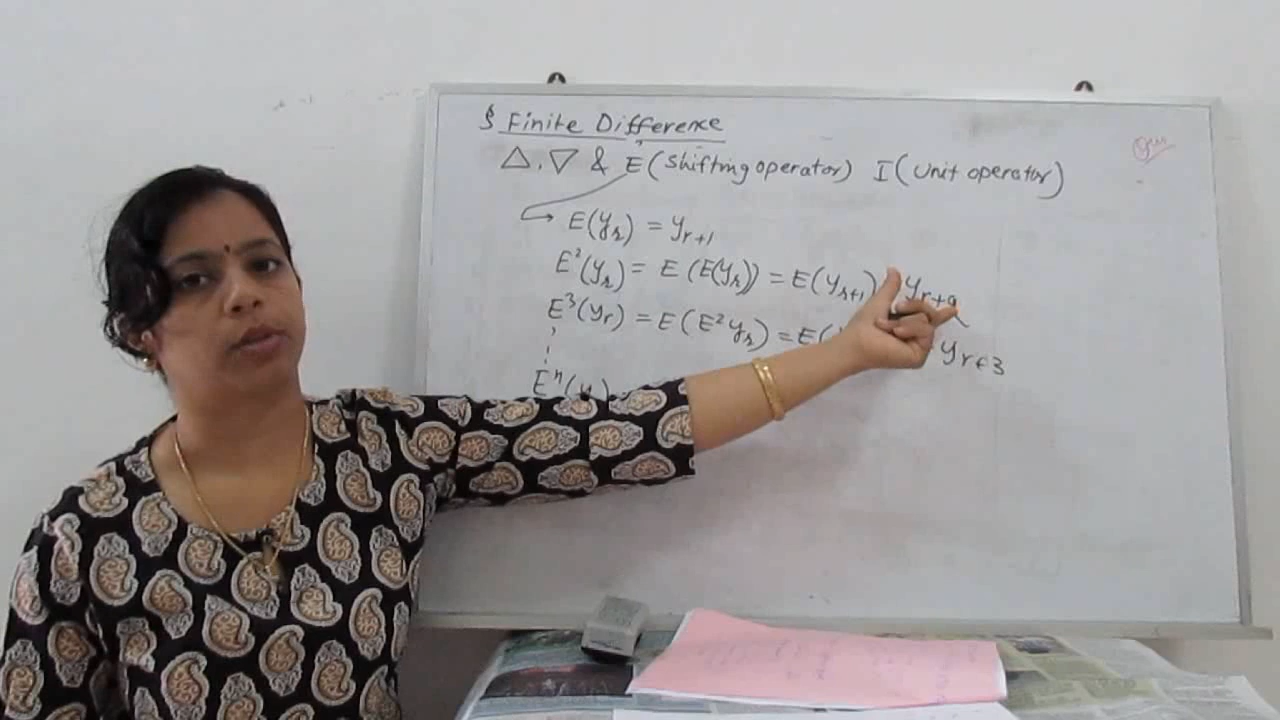 § Finite Difference
△, ▽ & E (Shifting operator) I (Unit operator)
E(yr) = yr+1
E²(yr) = E(E(yr)) = E(yr+1) yr+2
E³(yr) = E(E²yr) = E( yr+3
Eⁿ(y